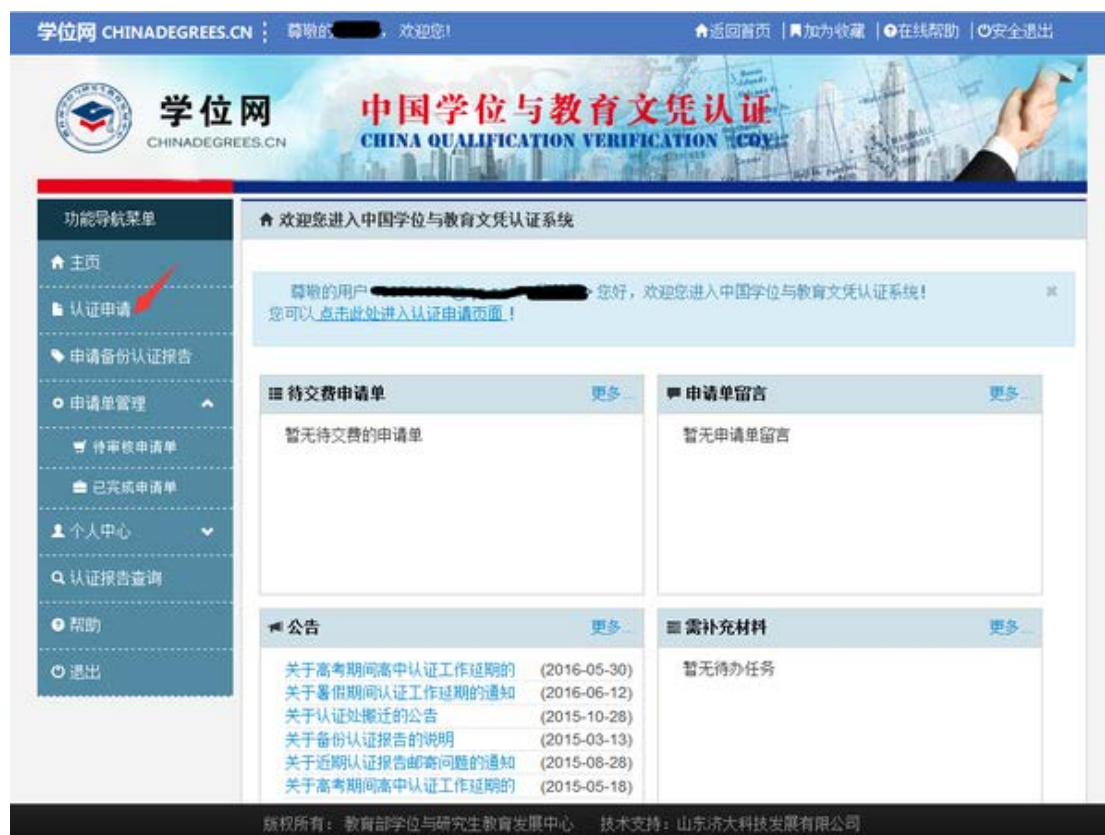 学位网 CHINADEGREES.CN 尊敬的 ，欢迎您! 返回首页 | 加为收藏 | 在线帮助 | 安全退出
学位网
CHINADEGREES.CN
中国学位与教育文凭认证
CHINA QUALIFICATION VERIFICATION (CQV)
功能导航菜单
主页
认证申请
申请备份认证报告
申请单管理
待审核申请单
已完成申请单
个人中心
认证报告查询
帮助
退出
欢迎您进入中国学位与教育文凭认证系统
尊敬的用户 您好，欢迎您进入中国学位与教育文凭认证系统!
您可以 点击此处进入认证申请页面 !
待交费申请单 更多...
暂无待交费的申请单
申请单留言 更多...
暂无申请单留言
公告 更多...
关于高考期间高中认证工作延期的 (2016-05-30)
关于暑假期间认证工作延期的通知 (2016-06-12)
关于认证处搬迁的公告 (2015-10-28)
关于备份认证报告的说明 (2015-03-13)
关于近期认证报告邮寄问题的通知 (2015-08-28)
关于高考期间高中认证工作延期的 (2015-05-18)
需补充材料 更多...
暂无待办任务
版权所有： 教育部学位与研究生教育发展中心 技术支持：山东济大科技发展有限公司